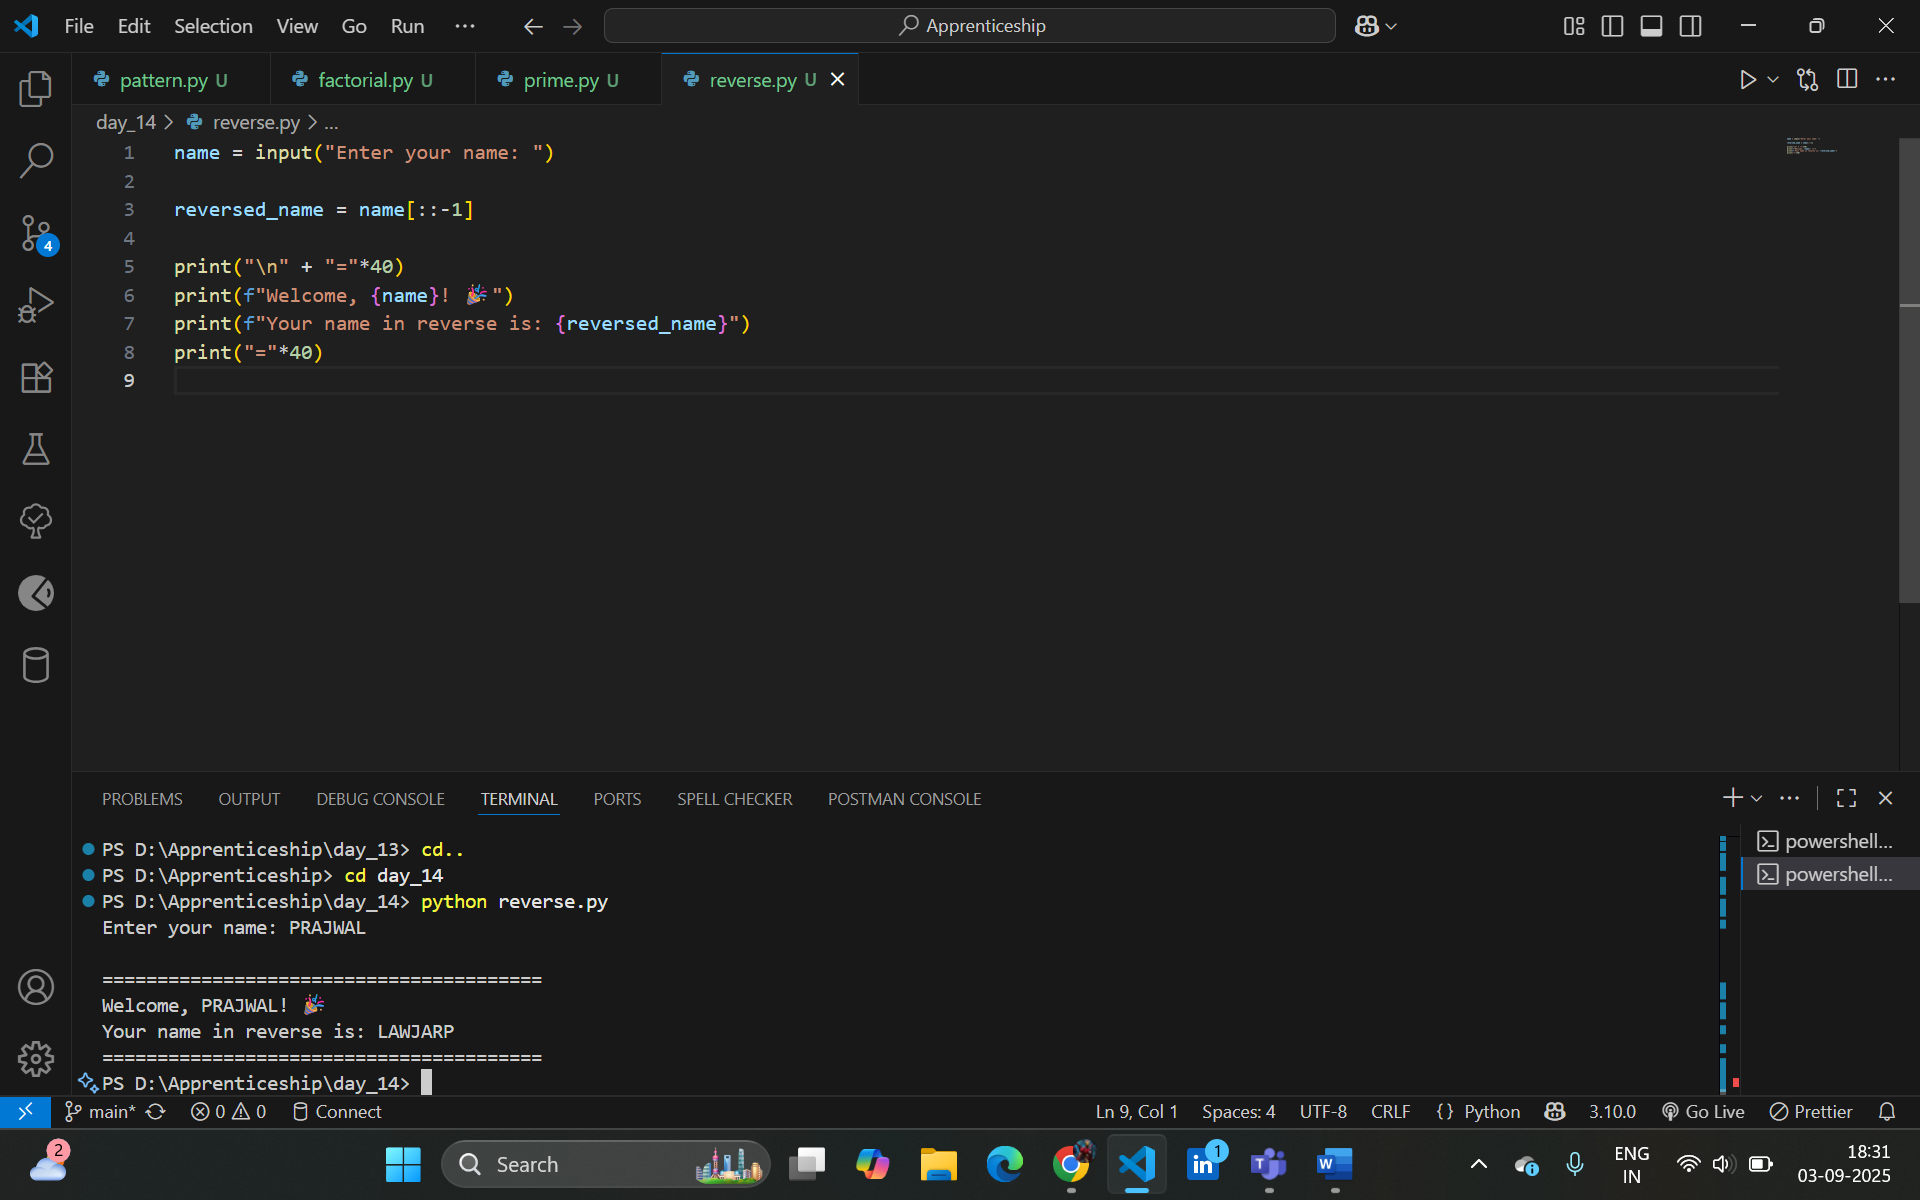 File Edit Selection View Go Run ··· Apprenticeship
pattern.py U factorial.py U prime.py U reverse.py U
day_14 > reverse.py > ...
1 name = input("Enter your name: ")
2
3 reversed_name = name[::-1]
4
5 print("\n" + "="*40)
6 print(f"Welcome, {name}! 🎉")
7 print(f"Your name in reverse is: {reversed_name}")
8 print("="*40)
9
4
PROBLEMS OUTPUT DEBUG CONSOLE TERMINAL PORTS SPELL CHECKER POSTMAN CONSOLE
PS D:\Apprenticeship\day_13> cd..
PS D:\Apprenticeship> cd day_14
PS D:\Apprenticeship\day_14> python reverse.py
Enter your name: PRAJWAL
========================================
Welcome, PRAJWAL! 🎉
Your name in reverse is: LAWJARP
========================================
PS D:\Apprenticeship\day_14>
powershell...
powershell...
main* 0 0 Connect Ln 9, Col 1 Spaces: 4 UTF-8 CRLF {} Python 3.10.0 Go Live Prettier
2 Search 1 ENG IN 18:31
03-09-2025